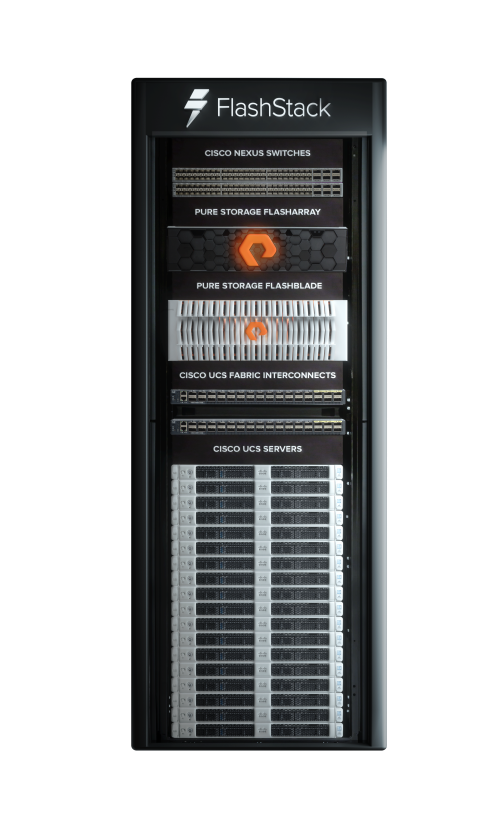 FlashStack
CISCO NEXUS SWITCHES
PURE STORAGE FLASHARRAY
PURE STORAGE FLASHBLADE
CISCO UCS FABRIC INTERCONNECTS
CISCO UCS SERVERS